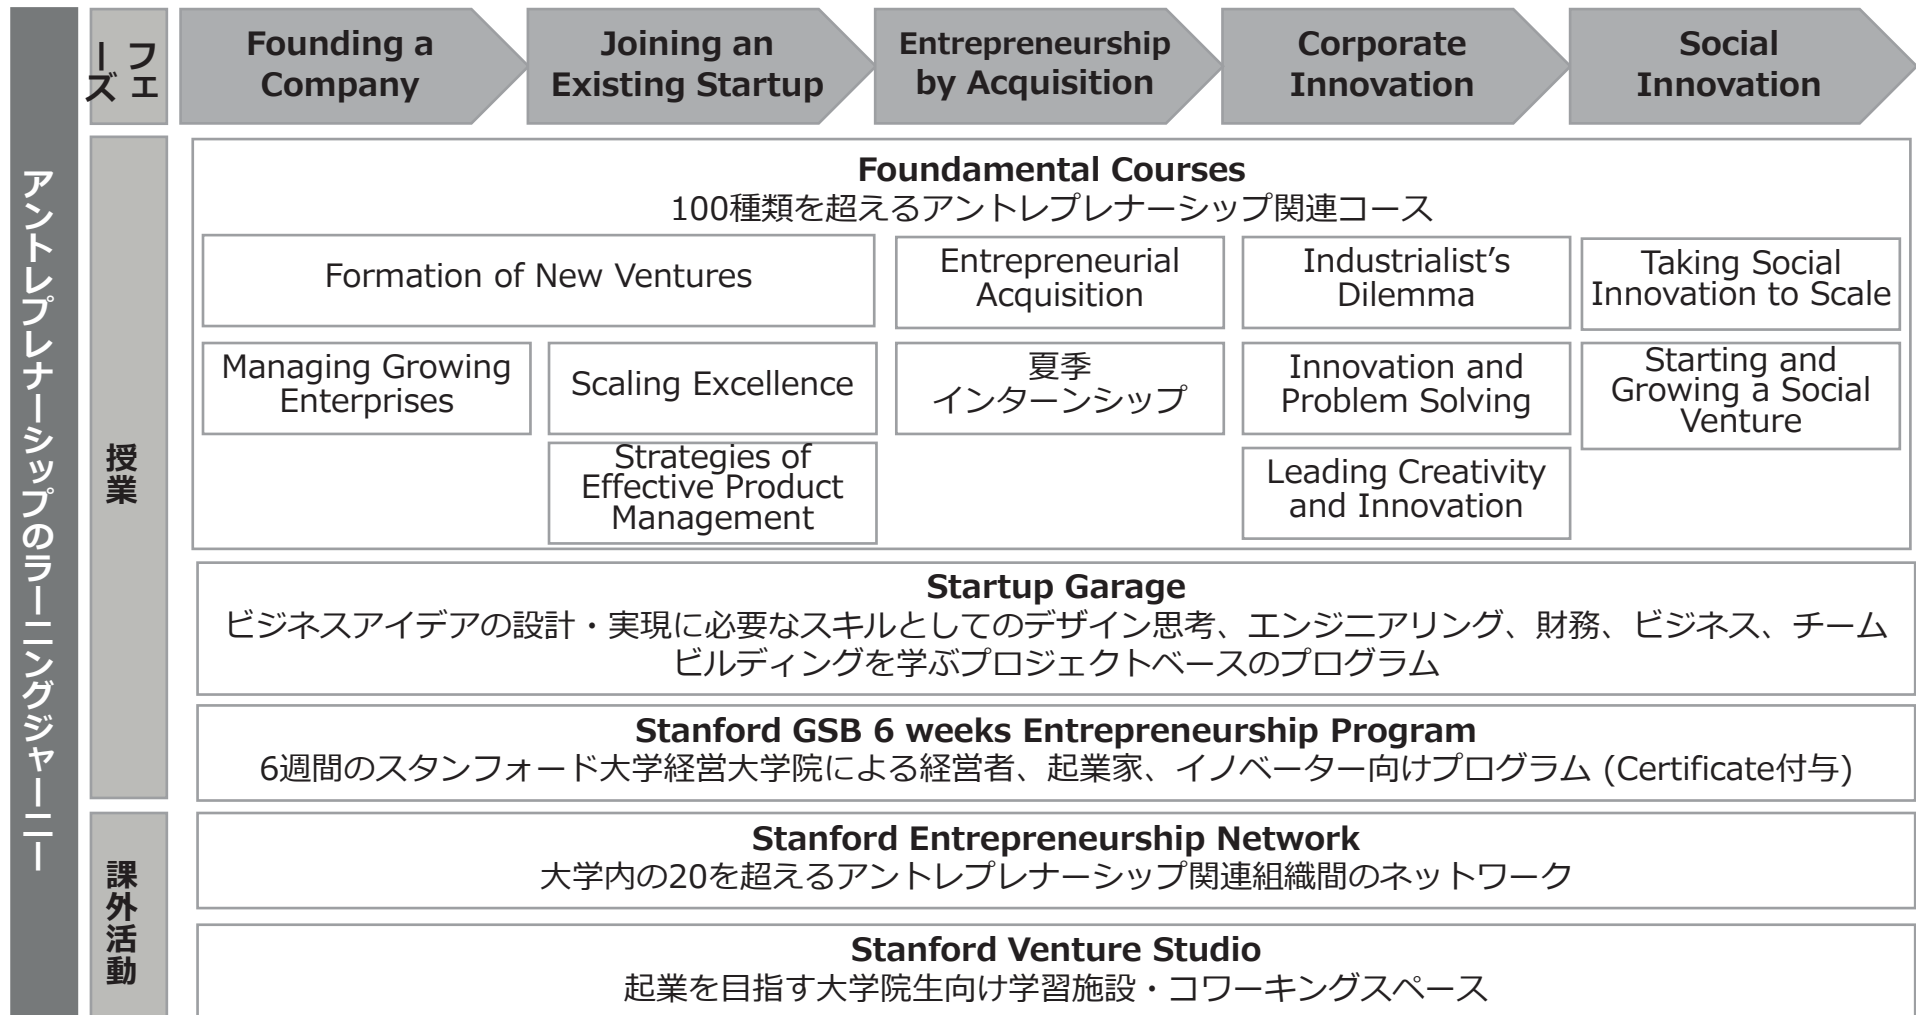 アントレプレナーシップのラーニングジャーニー
フェ
ーズ
Founding a
Company
Joining an
Existing Startup
Entrepreneurship
by Acquisition
Corporate
Innovation
Social
Innovation
授業
Foundamental Courses
100種類を超えるアントレプレナーシップ関連コース
Formation of New Ventures
Entrepreneurial
Acquisition
Industrialist’s
Dilemma
Taking Social
Innovation to Scale
Managing Growing
Enterprises
Scaling Excellence
夏季
インターンシップ
Innovation and
Problem Solving
Starting and
Growing a Social
Venture
Strategies of
Effective Product
Management
Leading Creativity
and Innovation
Startup Garage
ビジネスアイデアの設計・実現に必要なスキルとしてのデザイン思考、エンジニアリング、財務、ビジネス、チーム
ビルディングを学ぶプロジェクトベースのプログラム
Stanford GSB 6 weeks Entrepreneurship Program
6週間のスタンフォード大学経営大学院による経営者、起業家、イノベーター向けプログラム (Certificate付与)
課外活動
Stanford Entrepreneurship Network
大学内の20を超えるアントレプレナーシップ関連組織間のネットワーク
Stanford Venture Studio
起業を目指す大学院生向け学習施設・コワーキングスペース